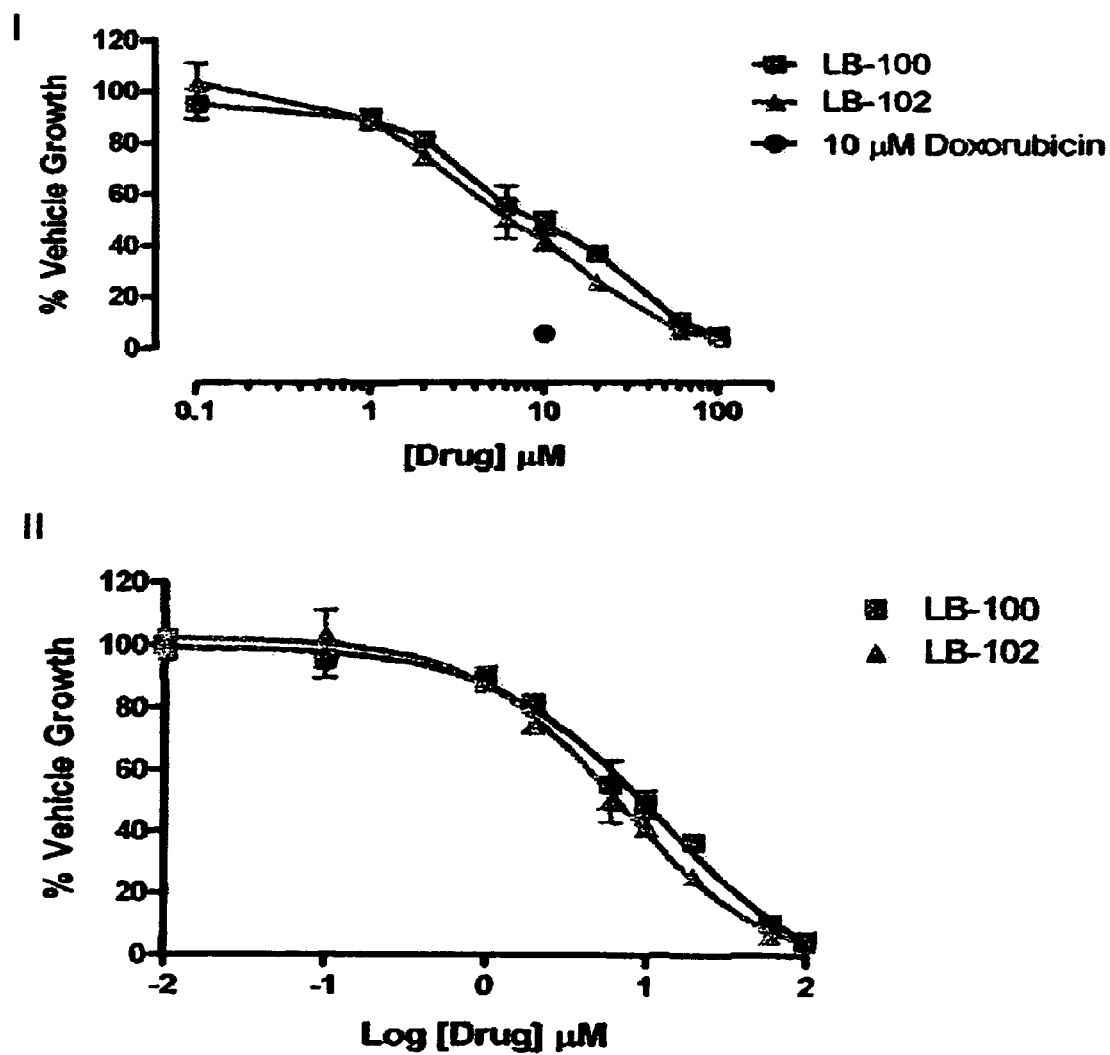 I
120
100
80
60
40
20
0
% Vehicle Growth
0.1 1 10 100
[Drug] μM
LB-100
LB-102
10 μM Doxorubicin
II
120
100
80
60
40
20
0
% Vehicle Growth
-2 -1 0 1 2
Log [Drug] μM
LB-100
LB-102